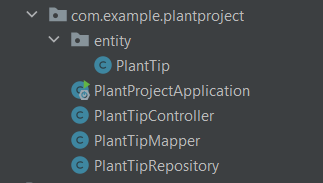 com.example.plantproject
entity
PlantTip
PlantProjectApplication
PlantTipController
PlantTipMapper
PlantTipRepository